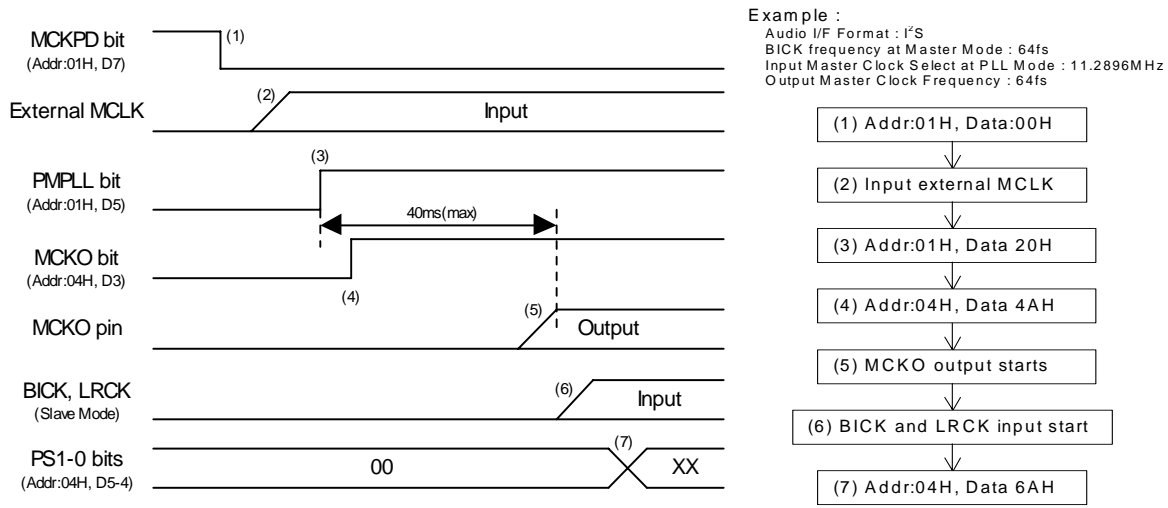 MCKPD bit
(Addr:01H, D7)
(1)
External MCLK
(2)
Input
(3)
PMPLL bit
(Addr:01H, D5)
40ms(max)
MCKO bit
(Addr:04H, D3)
(4)
MCKO pin
(5)
Output
BICK, LRCK
(Slave Mode)
(6)
Input
PS1-0 bits
(Addr:04H, D5-4)
00
(7)
XX
Example :
Audio I/F Format : I²S
BICK frequency at Master Mode : 64fs
Input Master Clock Select at PLL Mode : 11.2896MHz
Output Master Clock Frequency : 64fs
(1) Addr:01H, Data:00H
(2) Input external MCLK
(3) Addr:01H, Data 20H
(4) Addr:04H, Data 4AH
(5) MCKO output starts
(6) BICK and LRCK input start
(7) Addr:04H, Data 6AH